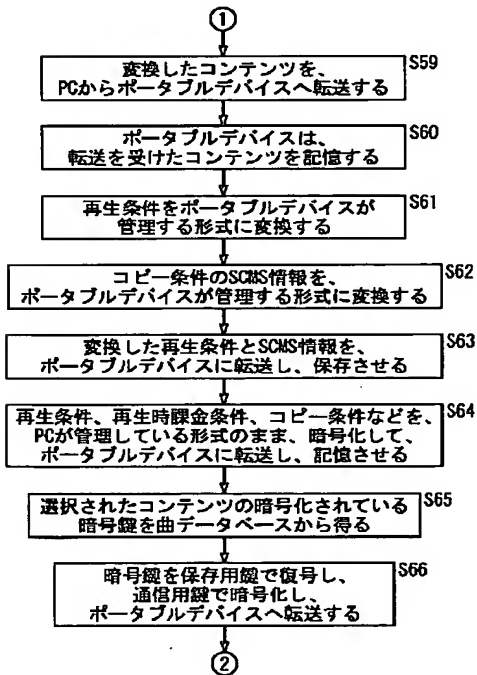 ①
変換したコンテンツを、
PCからポータブルデバイスへ転送する
S59
ポータブルデバイスは、
転送を受けたコンテンツを記憶する
S60
再生条件をポータブルデバイスが
管理する形式に変換する
S61
コピー条件のSCMS情報を、
ポータブルデバイスが管理する形式に変換する
S62
変換した再生条件とSCMS情報を、
ポータブルデバイスに転送し、保存させる
S63
再生条件、再生時課金条件、コピー条件などを、
PCが管理している形式のまま、暗号化して、
ポータブルデバイスに転送し、記憶させる
S64
選択されたコンテンツの暗号化されている
暗号鍵を曲データベースから得る
S65
暗号鍵を保存用鍵で復号し、
通信用鍵で暗号化し、
ポータブルデバイスへ転送する
S66
②